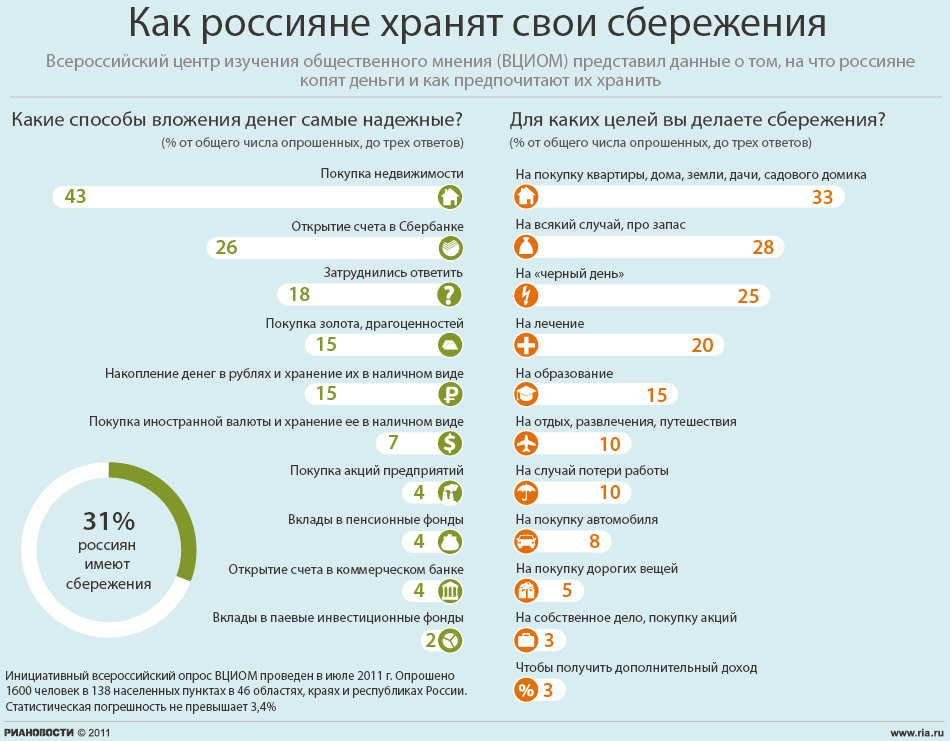 Как россияне хранят свои сбережения
Всероссийский центр изучения общественного мнения (ВЦИОМ) представил данные о том, на что россияне
копят деньги и как предпочитают их хранить
Какие способы вложения денег самые надежные?
(% от общего числа опрошенных, до трех ответов)
Покупка недвижимости
43
Открытие счета в Сбербанке
26
Затруднились ответить
18
?
Покупка золота, драгоценностей
15
Накопление денег в рублях и хранение их в наличном виде
15
₽
Покупка иностранной валюты и хранение ее в наличном виде
7
$
Покупка акций предприятий
4
Вклады в пенсионные фонды
4
Открытие счета в коммерческом банке
4
Вклады в паевые инвестиционные фонды
2
31%
россиян
имеют
сбережения
Для каких целей вы делаете сбережения?
(% от общего числа опрошенных, до трех ответов)
На покупку квартиры, дома, земли, дачи, садового домика
33
На всякий случай, про запас
28
На «черный день»
25
На лечение
20
На образование
15
На отдых, развлечения, путешествия
10
На случай потери работы
10
На покупку автомобиля
8
На покупку дорогих вещей
5
На собственное дело, покупку акций
3
Чтобы получить дополнительный доход
% 3
Инициативный всероссийский опрос ВЦИОМ проведен в июле 2011 г. Опрошено
1600 человек в 138 населенных пунктах в 46 областях, краях и республиках России.
Статистическая погрешность не превышает 3,4%
РИАНОВОСТИ © 2011
www.ria.ru